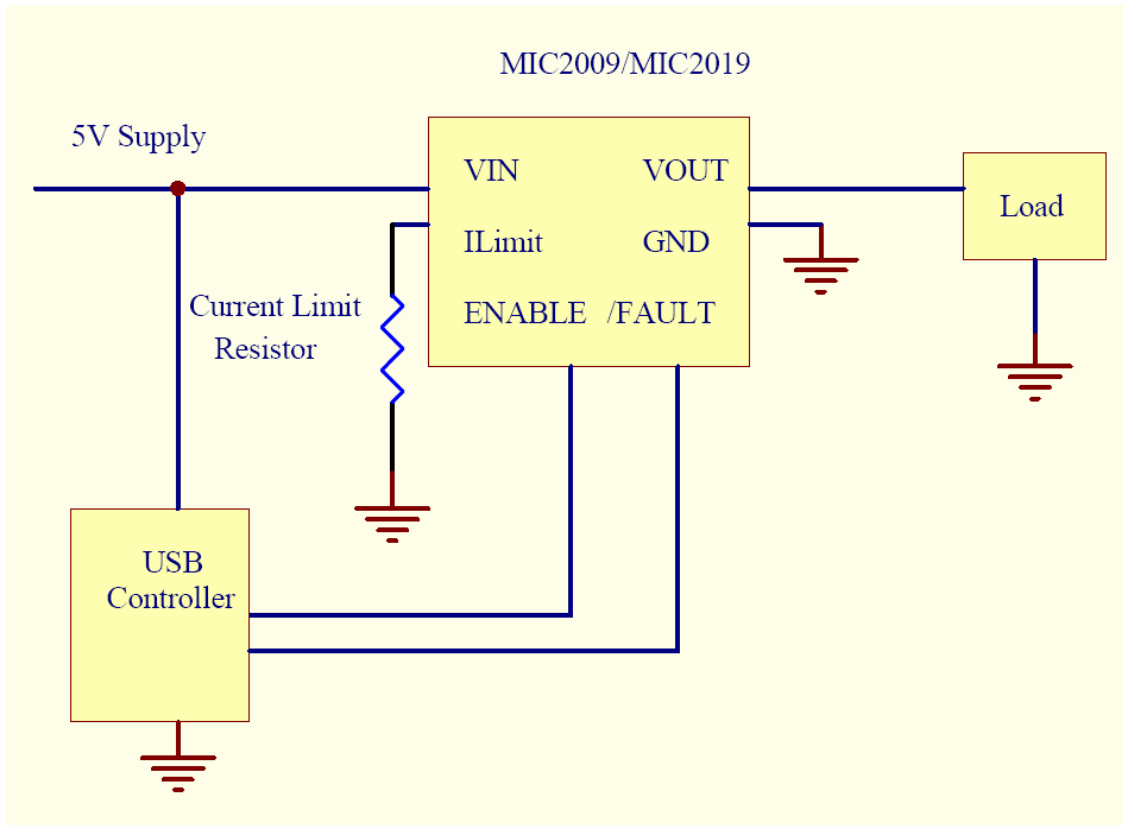 MIC2009/MIC2019
5V Supply
VIN
VOUT
Load
ILimit
GND
Current Limit
Resistor
ENABLE
/FAULT
USB
Controller